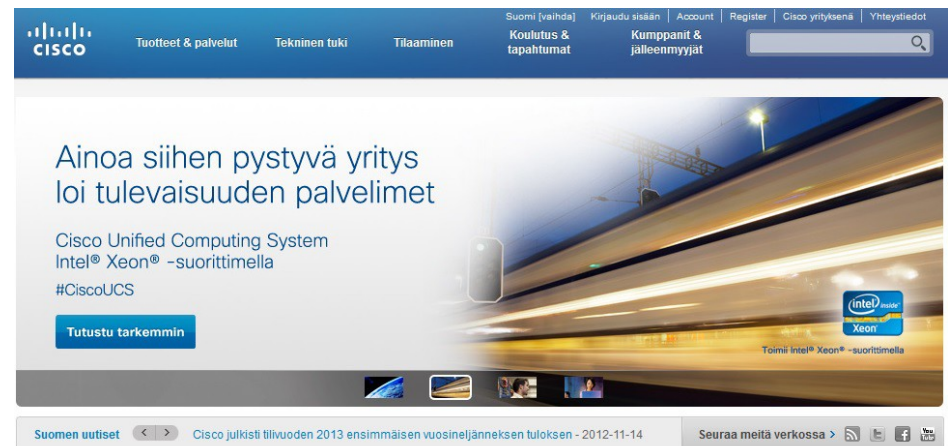 Suomi [vaihda] Kirjaudu sisään Account Register Cisco yrityksenä Yhteystiedot
CISCO
Tuotteet & palvelut
Tekninen tuki
Tilaaminen
Koulutus &
tapahtumat
Kumppanit &
jälleenmyyjät
Ainoa siihen pystyvä yritys
loi tulevaisuuden palvelimet
Cisco Unified Computing System
Intel® Xeon® -suorittimella
#CiscoUCS
Tutustu tarkemmin
intel inside™
Xeon®
Toimii Intel® Xeon® -suorittimella
Suomen uutiset < > Cisco julkisti tilivuoden 2013 ensimmäisen vuosineljänneksen tuloksen - 2012-11-14 Seuraa meitä verkossa >
You
Tube